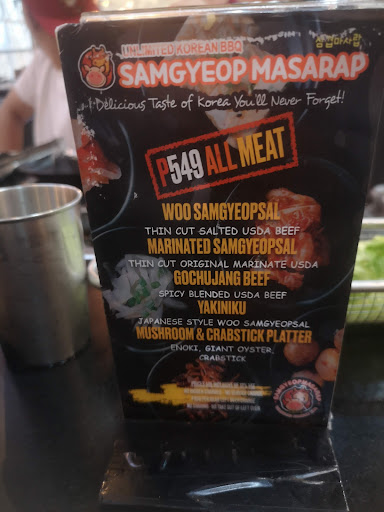 UNLIMITED KOREAN BBQ
SAMGYEOP MASARAP
A Delicious Taste of Korea You'll Never Forget!
P549 ALL MEAT
WOO SAMGYEOPSAL
THIN CUT SALTED USDA BEEF
MARINATED SAMGYEOPSAL
THIN CUT ORIGINAL MARINATE USDA
GOCHUJANG BEEF
SPICY BLENDED USDA BEEF
YAKINIKU
JAPANESE STYLE WOO SAMGYEOPSAL
MUSHROOM & CRABSTICK PLATTER
ENOKI, GIANT OYSTER,
CRABSTICK